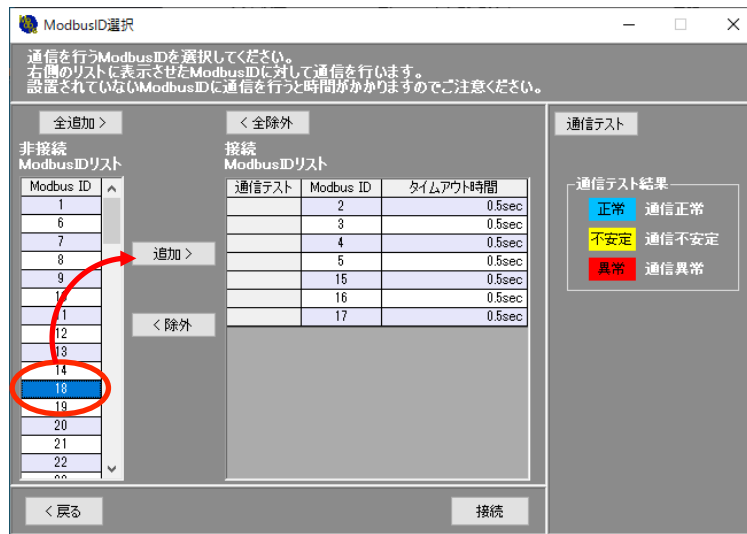 ModbusID選択
通信を行うModbusIDを選択してください。
右側のリストに表示させたModbusIDに対して通信を行います。
設置されていないModbusIDに通信を行うと時間がかかりますのでご注意ください。
全追加 >
< 全除外
通信テスト
非接続
ModbusIDリスト
接続
ModbusIDリスト
Modbus ID
1
6
7
8
9
11
12
13
14
18
19
20
21
22
追加 >
< 除外
通信テスト Modbus ID タイムアウト時間
2 0.5sec
3 0.5sec
4 0.5sec
5 0.5sec
15 0.5sec
16 0.5sec
17 0.5sec
通信テスト結果
正常 通信正常
不安定 通信不安定
異常 通信異常
< 戻る
接続